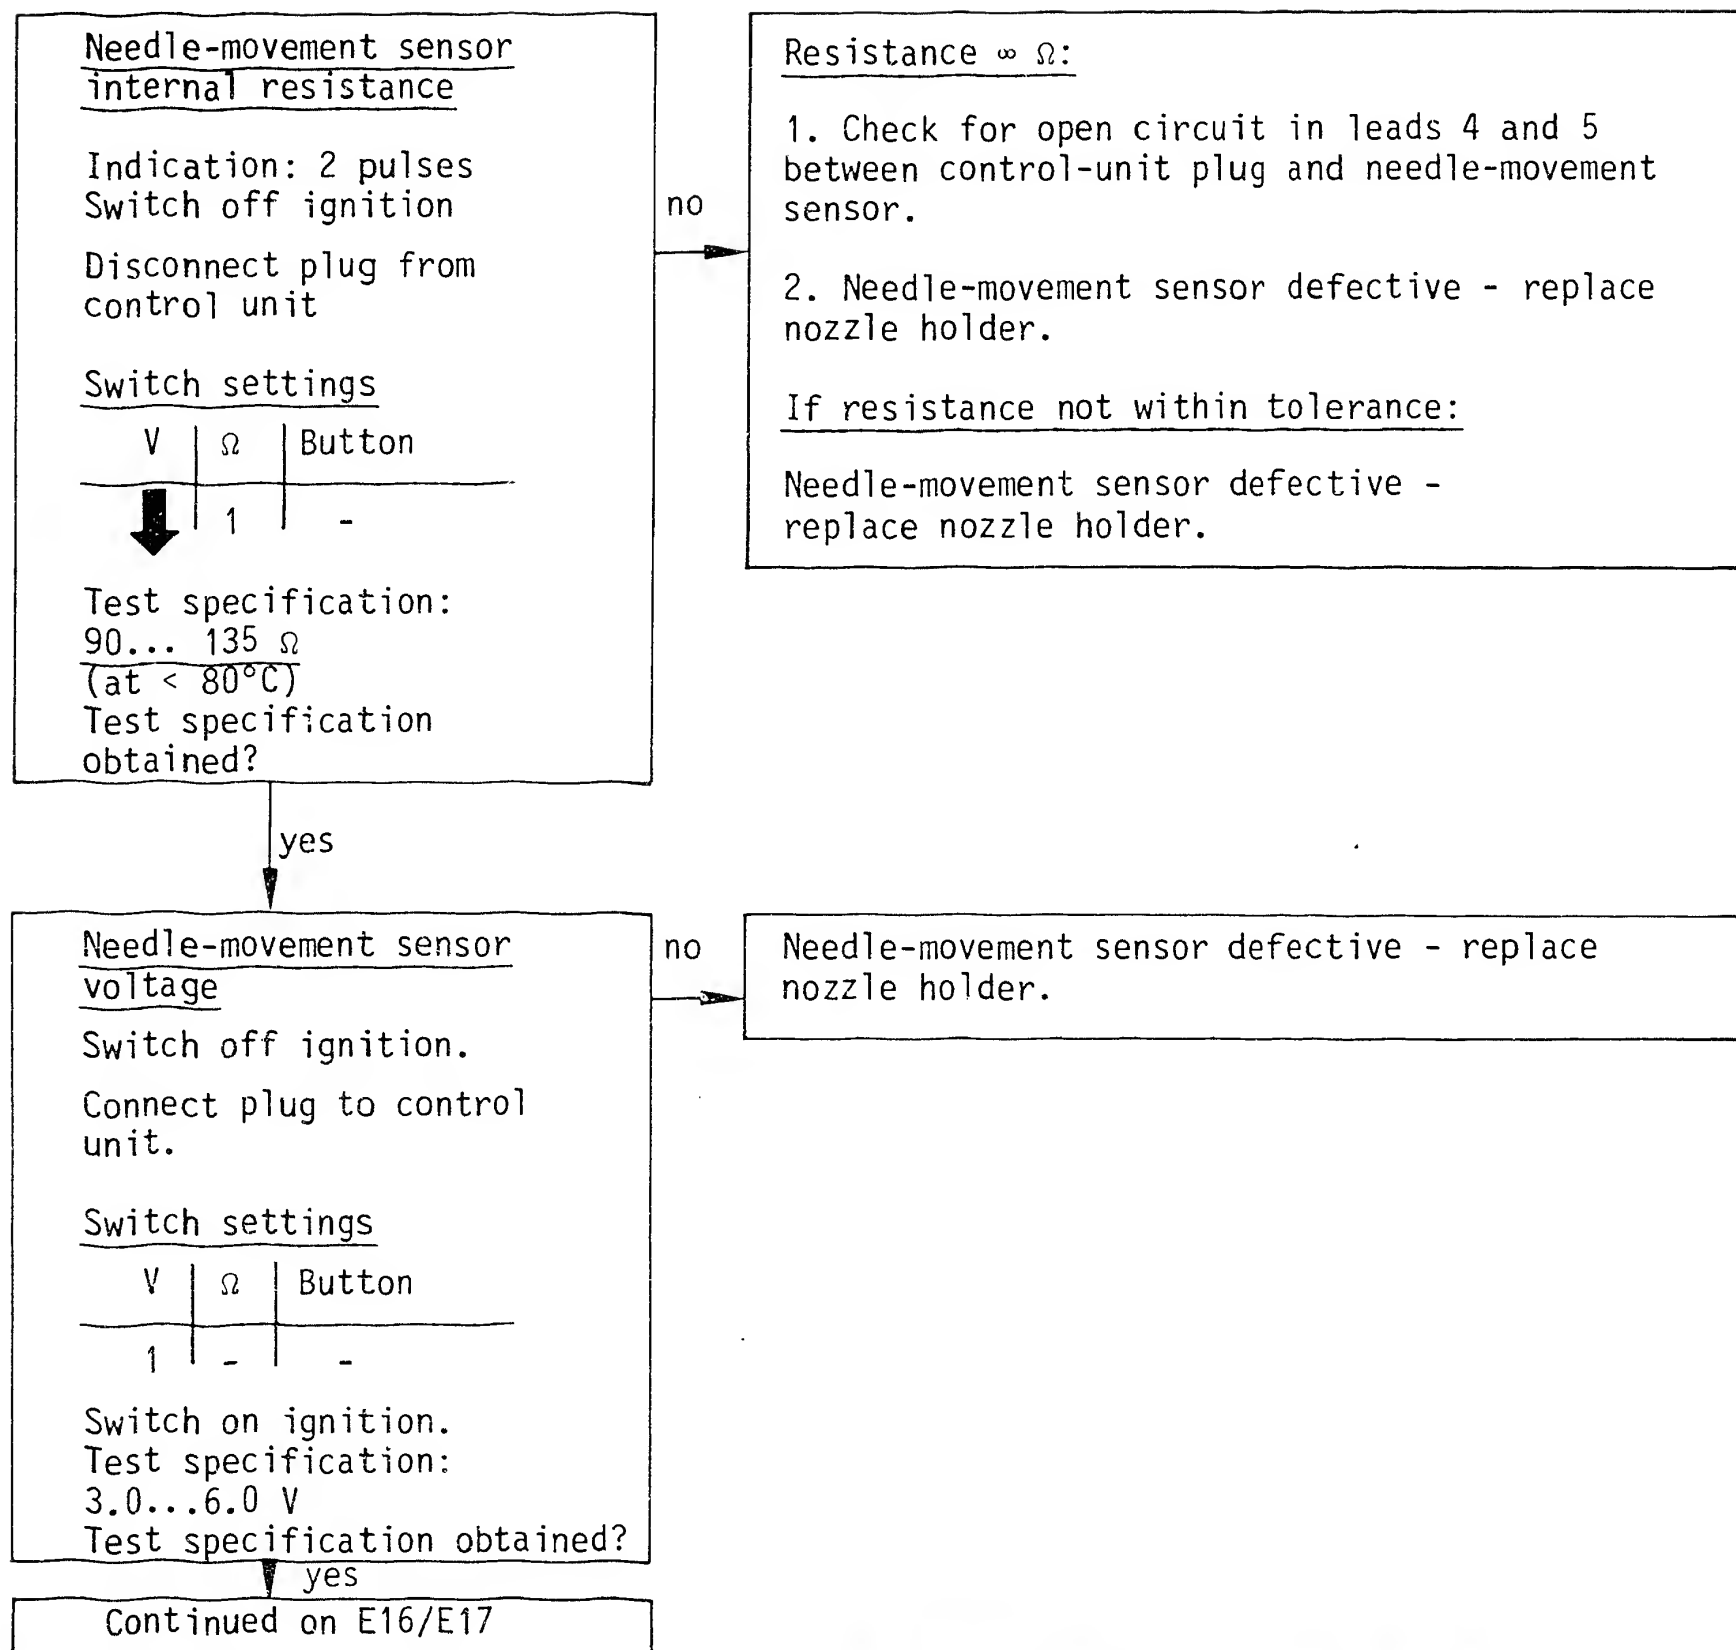 Needle-movement sensor
internal resistance
Indication: 2 pulses
Switch off ignition
Disconnect plug from
control unit
Switch settings
V Ω Button
1 -
Test specification:
90... 135 Ω
(at < 80°C)
Test specification
obtained?
no
Resistance ∞ Ω:
1. Check for open circuit in leads 4 and 5
between control-unit plug and needle-movement
sensor.
2. Needle-movement sensor defective - replace
nozzle holder.
If resistance not within tolerance:
Needle-movement sensor defective -
replace nozzle holder.
yes
Needle-movement sensor
voltage
Switch off ignition.
Connect plug to control
unit.
Switch settings
V Ω Button
1 - -
Switch on ignition.
Test specification:
3.0...6.0 V
Test specification obtained?
no
Needle-movement sensor defective - replace
nozzle holder.
yes
Continued on E16/E17